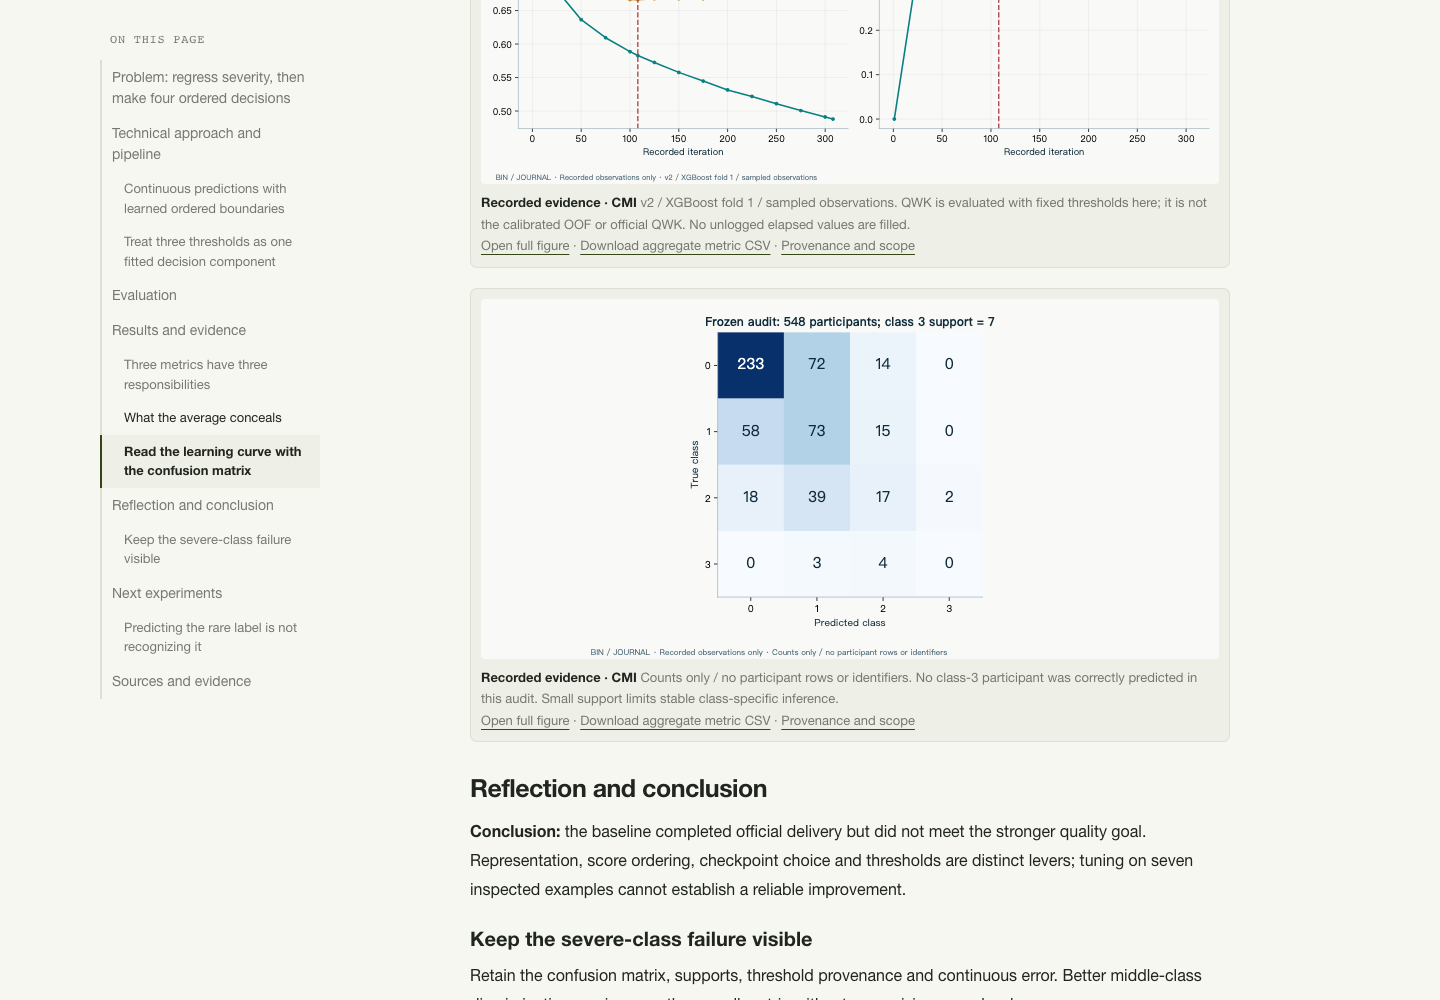 ON THIS PAGE
Problem: regress severity, then
make four ordered decisions
Technical approach and
pipeline
Continuous predictions with
learned ordered boundaries
Treat three thresholds as one
fitted decision component
Evaluation
Results and evidence
Three metrics have three
responsibilities
What the average conceals
Read the learning curve with
the confusion matrix
Reflection and conclusion
Keep the severe-class failure
visible
Next experiments
Predicting the rare label is not
recognizing it
Sources and evidence
0.65
0.60
0.55
0.50
0 50 100 150 200 250 300
Recorded iteration
0.2
0.1
0.0
0 50 100 150 200 250 300
Recorded iteration
BIN / JOURNAL · Recorded observations only · v2 / XGBoost fold 1 / sampled observations
Recorded evidence · CMI v2 / XGBoost fold 1 / sampled observations. QWK is evaluated with fixed thresholds here; it is not
the calibrated OOF or official QWK. No unlogged elapsed values are filled.
Open full figure · Download aggregate metric CSV · Provenance and scope
Frozen audit: 548 participants; class 3 support = 7
0 233 72 14 0
1 58 73 15 0
True class
2 18 39 17 2
3 0 3 4 0
0 1 2 3
Predicted class
BIN / JOURNAL · Recorded observations only · Counts only / no participant rows or identifiers
Recorded evidence · CMI Counts only / no participant rows or identifiers. No class-3 participant was correctly predicted in
this audit. Small support limits stable class-specific inference.
Open full figure · Download aggregate metric CSV · Provenance and scope
Reflection and conclusion
Conclusion: the baseline completed official delivery but did not meet the stronger quality goal.
Representation, score ordering, checkpoint choice and thresholds are distinct levers; tuning on seven
inspected examples cannot establish a reliable improvement.
Keep the severe-class failure visible
Retain the confusion matrix, supports, threshold provenance and continuous error. Better middle-class